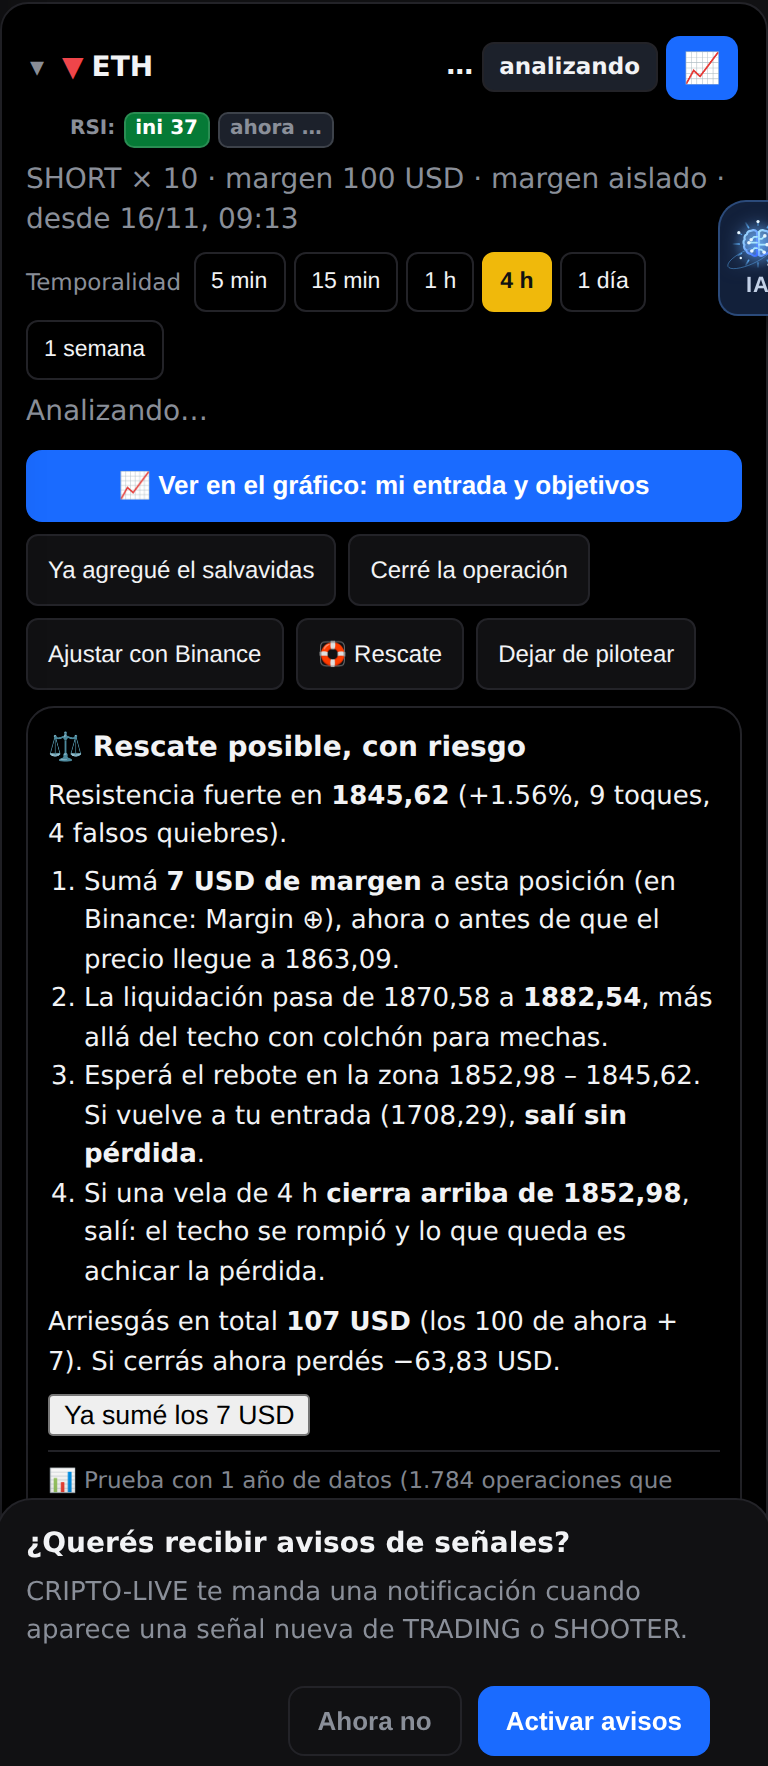 ▼ ▼ ETH ... analizando
RSI: ini 37 ahora ...
SHORT × 10 · margen 100 USD · margen aislado ·
desde 16/11, 09:13
IA
Temporalidad 5 min 15 min 1 h 4 h 1 día
1 semana
Analizando...
Ver en el gráfico: mi entrada y objetivos
Ya agregué el salvavidas Cerré la operación
Ajustar con Binance Rescate Dejar de pilotear
Rescate posible, con riesgo
Resistencia fuerte en 1845,62 (+1.56%, 9 toques,
4 falsos quiebres).
1. Sumá 7 USD de margen a esta posición (en
Binance: Margin ⊕), ahora o antes de que el
precio llegue a 1863,09.
2. La liquidación pasa de 1870,58 a 1882,54, más
allá del techo con colchón para mechas.
3. Esperá el rebote en la zona 1852,98 – 1845,62.
Si vuelve a tu entrada (1708,29), salí sin
pérdida.
4. Si una vela de 4 h cierra arriba de 1852,98,
salí: el techo se rompió y lo que queda es
achicar la pérdida.
Arriesgás en total 107 USD (los 100 de ahora +
7). Si cerrás ahora perdés −63,83 USD.
Ya sumé los 7 USD
Prueba con 1 año de datos (1.784 operaciones que
¿Querés recibir avisos de señales?
CRIPTO-LIVE te manda una notificación cuando
aparece una señal nueva de TRADING o SHOOTER.
Ahora no Activar avisos